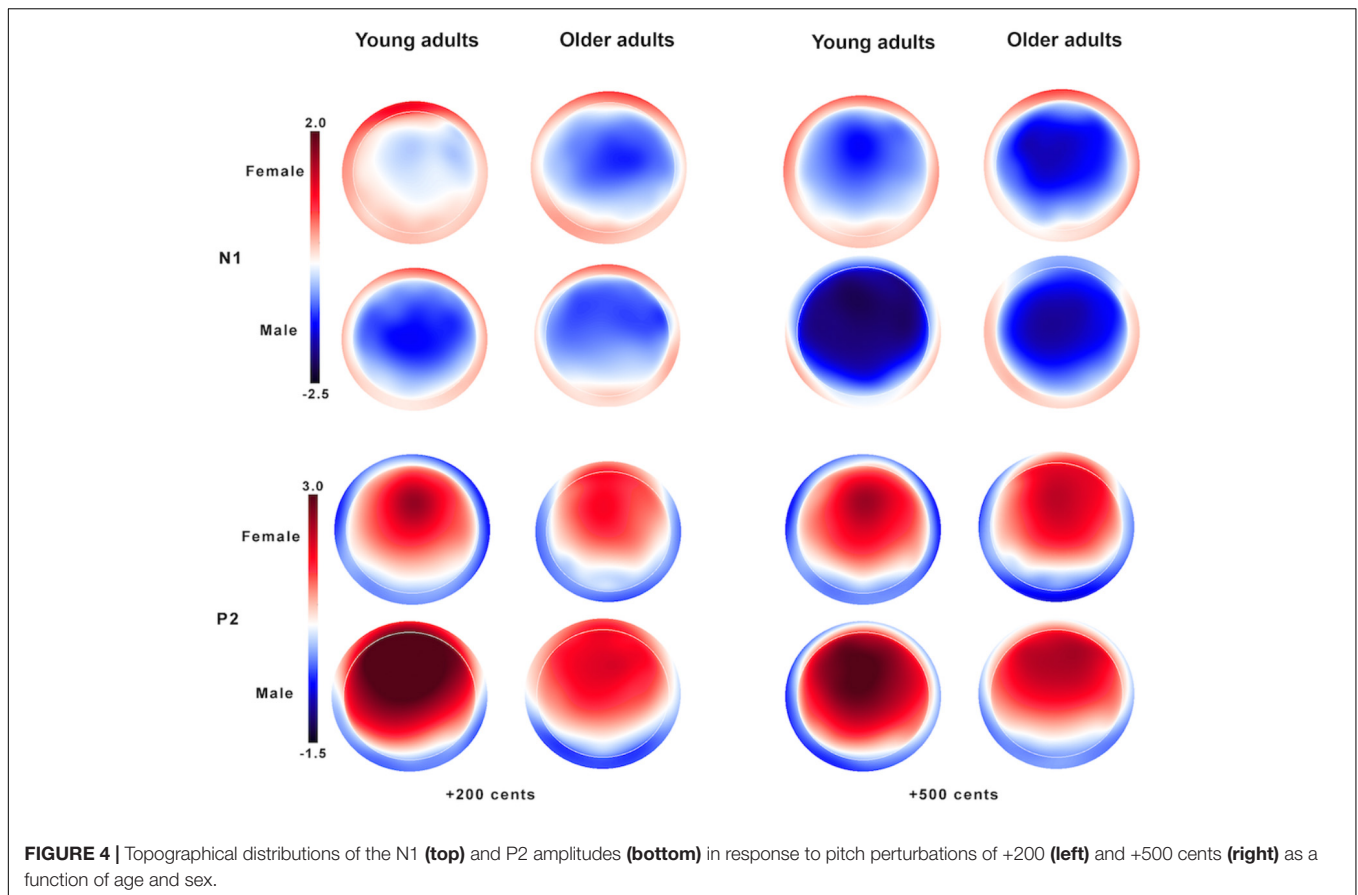 Young adults Older adults Young adults Older adults
2.0
Female
N1
Male
-2.5
3.0
Female
P2
Male
-1.5
+200 cents +500 cents
FIGURE 4 | Topographical distributions of the N1 (top) and P2 amplitudes (bottom) in response to pitch perturbations of +200 (left) and +500 cents (right) as a
function of age and sex.